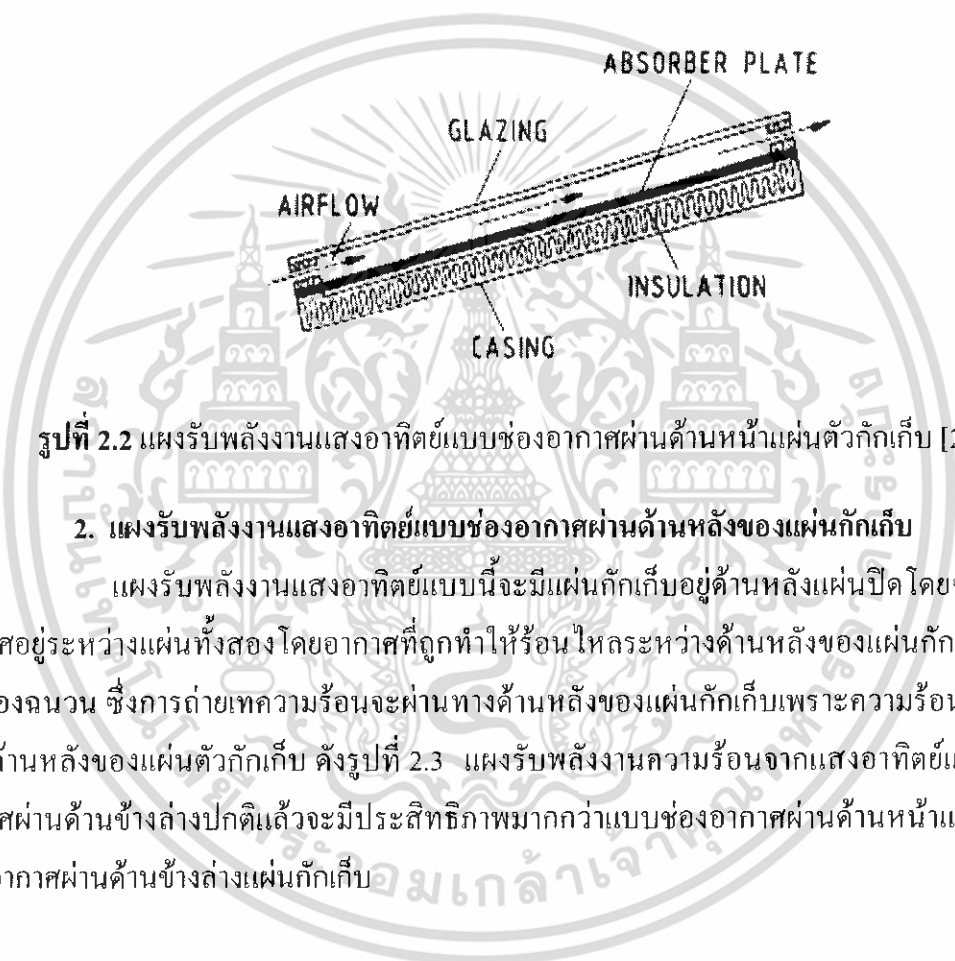 ABSORBER PLATE
GLAZING
AIRFLOW
INSULATION
CASING
รูปที่ 2.2 แผงรับพลังงานแสงอาทิตย์แบบช่องอากาศผ่านด้านหน้าแผ่นตัวกักเก็บ [2
2. แผงรับพลังงานแสงอาทิตย์แบบช่องอากาศผ่านด้านหลังของแผ่นกักเก็บ
แผงรับพลังงานแสงอาทิตย์แบบนี้จะมีแผ่นกักเก็บอยู่ด้านหลังแผ่นปิดโดย
ศอยู่ระหว่างแผ่นทั้งสองโดยอากาศที่ถูกทำให้ร้อนไหลระหว่างด้านหลังของแผ่นกัก
องฉนวน ซึ่งการถ่ายเทความร้อนจะผ่านทางด้านหลังของแผ่นกักเก็บเพราะความร้อน
ด้านหลังของแผ่นตัวกักเก็บ ดังรูปที่ 2.3 แผงรับพลังงานความร้อนจากแสงอาทิตย์แ
ศผ่านด้านข้างล่างปกติแล้วจะมีประสิทธิภาพมากกว่าแบบช่องอากาศผ่านด้านหน้าแ
อากาศผ่านด้านข้างล่างแผ่นกักเก็บ